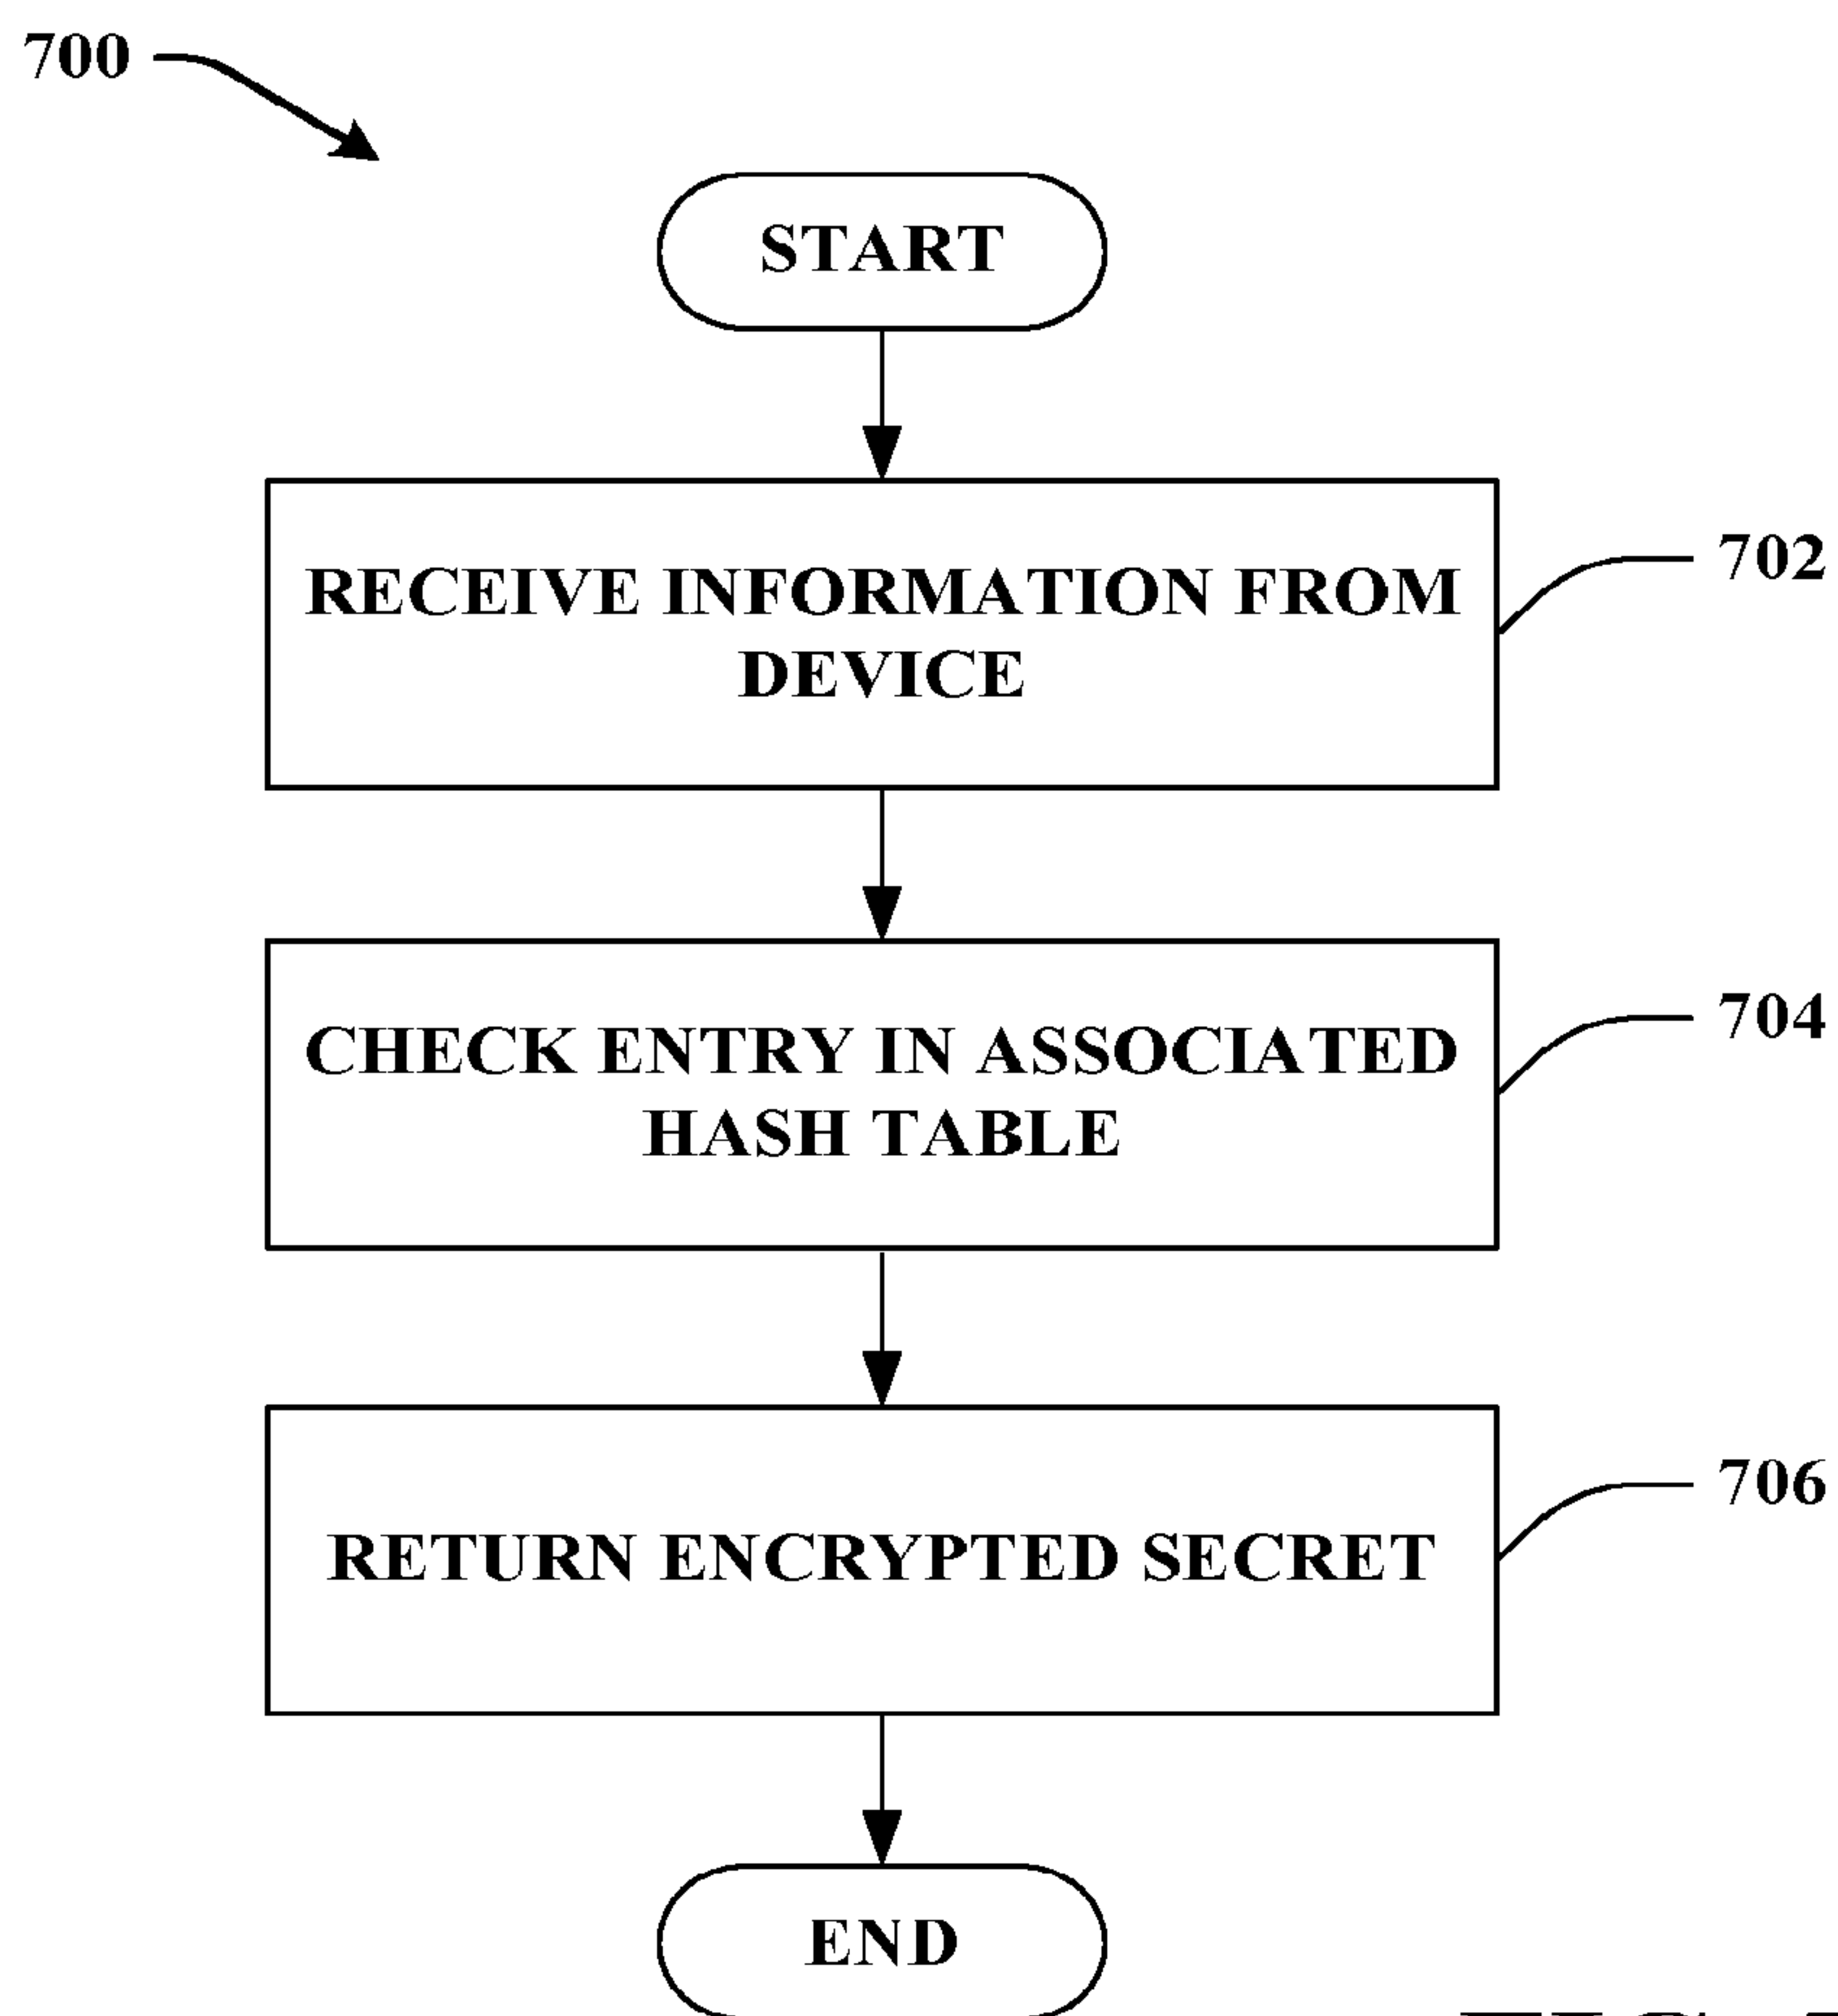 700
START
RECEIVE INFORMATION FROM
DEVICE
702
CHECK ENTRY IN ASSOCIATED
HASH TABLE
704
RETURN ENCRYPTED SECRET
706
END